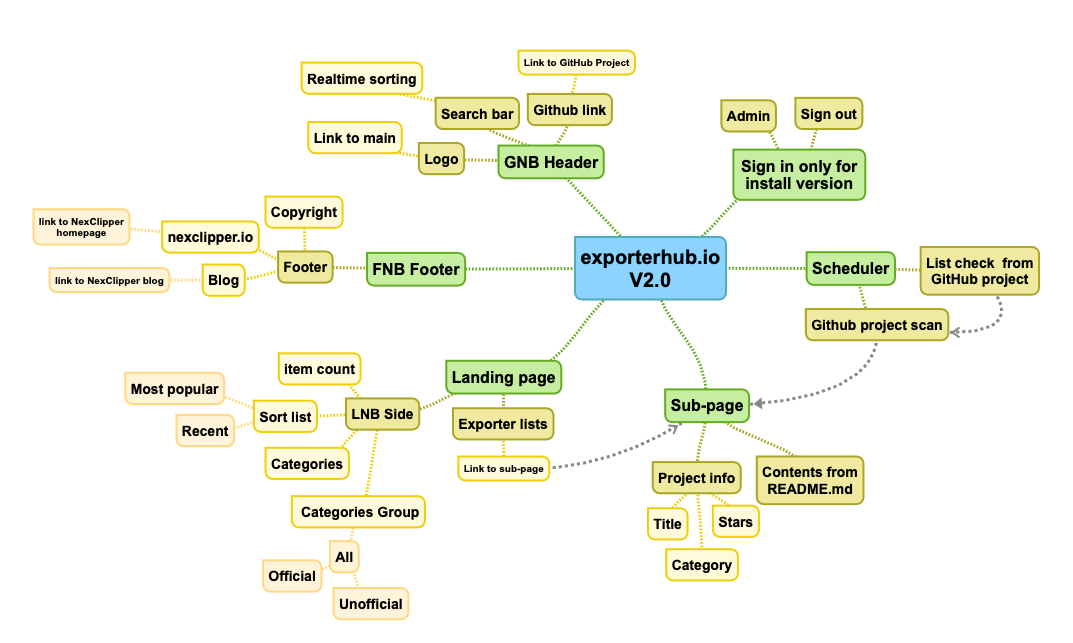 Link to GitHub Project
Realtime sorting
Search bar
Github link
Link to main
Logo
GNB Header
Admin
Sign out
Sign in only for
install version
Copyright
link to NexClipper
homepage
nexclipper.io
Footer
FNB Footer
link to NexClipper blog
Blog
exporterhub.io
V2.0
Scheduler
List check from
GitHub project
Github project scan
item count
Landing page
Most popular
Sort list
LNB Side
Recent
Exporter lists
Categories
Link to sub-page
Sub-page
Categories Group
All
Official
Unofficial
Project info
Contents from
README.md
Title
Stars
Category